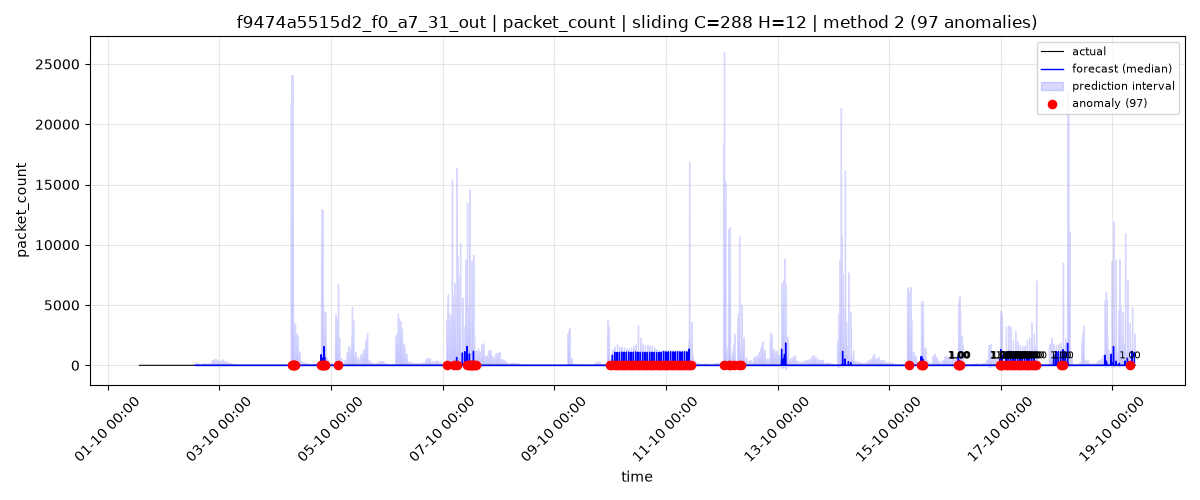 f9474a5515d2_f0_a7_31_out | packet_count | sliding C=288 H=12 | method 2 (97 anomalies)
actual
forecast (median)
prediction interval
anomaly (97)
packet_count
25000
20000
15000
10000
5000
0
1.00
1.00
01-10 00:00
03-10 00:00
05-10 00:00
07-10 00:00
09-10 00:00
11-10 00:00
13-10 00:00
15-10 00:00
17-10 00:00
19-10 00:00
time